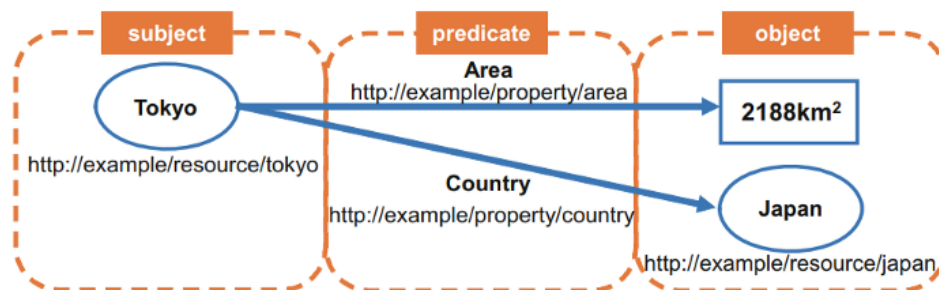 subject
predicate
object
Area
http://example/property/area
Tokyo
2188km²
http://example/resource/tokyo
Country
http://example/property/country
Japan
http://example/resource/japan